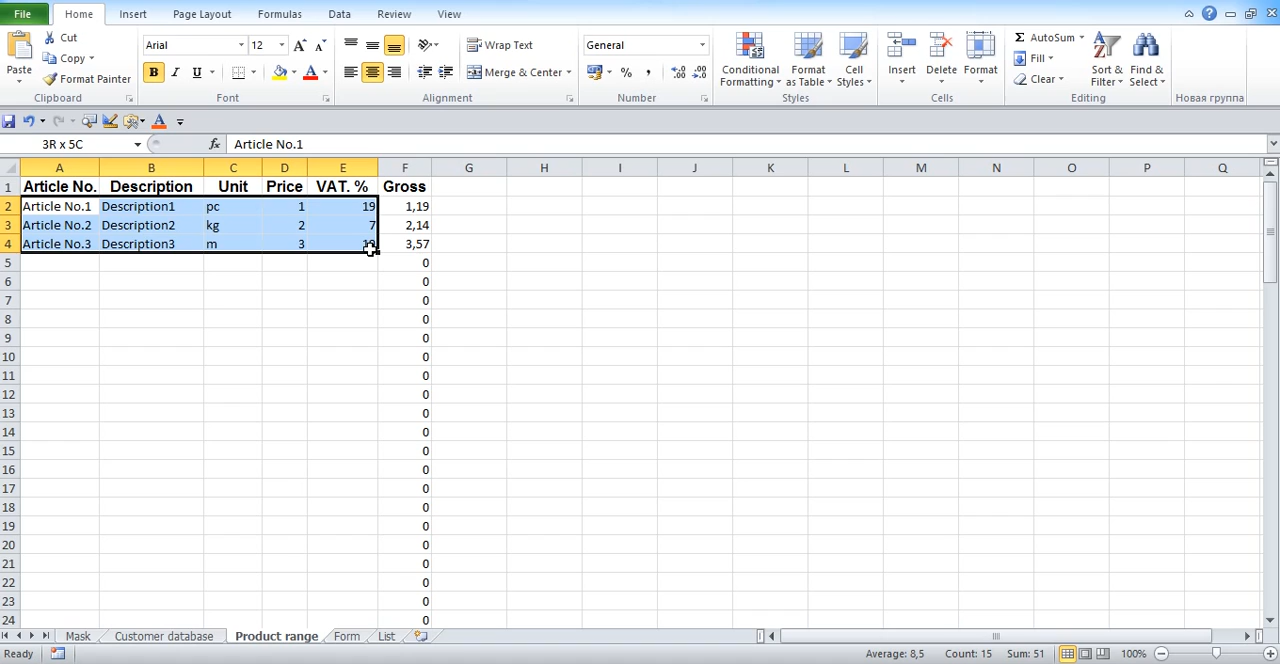 File Home Insert Page Layout Formulas Data Review View
Cut
Copy
Format Painter
Paste
Clipboard
Arial 12
Font
Wrap Text
Merge & Center
Alignment
General
Number
Conditional Formatting
Format as Table
Cell Styles
Styles
Insert Delete Format
Cells
AutoSum
Fill
Clear
Sort & Filter
Find & Select
Editing
Новая группа
3R x 5C fx Article No.1
A B C D E F G H I J K L M N O P Q
1 Article No. Description Unit Price VAT. % Gross
2 Article No.1 Description1 pc 1 19 1,19
3 Article No.2 Description2 kg 2 7 2,14
4 Article No.3 Description3 m 3 3,57
5 0
6 0
7 0
8 0
9 0
10 0
11 0
12 0
13 0
14 0
15 0
16 0
17 0
18 0
19 0
20 0
21 0
22 0
23 0
24 0
Mask Customer database Product range Form List
Ready Average: 8,5 Count: 15 Sum: 51 100%